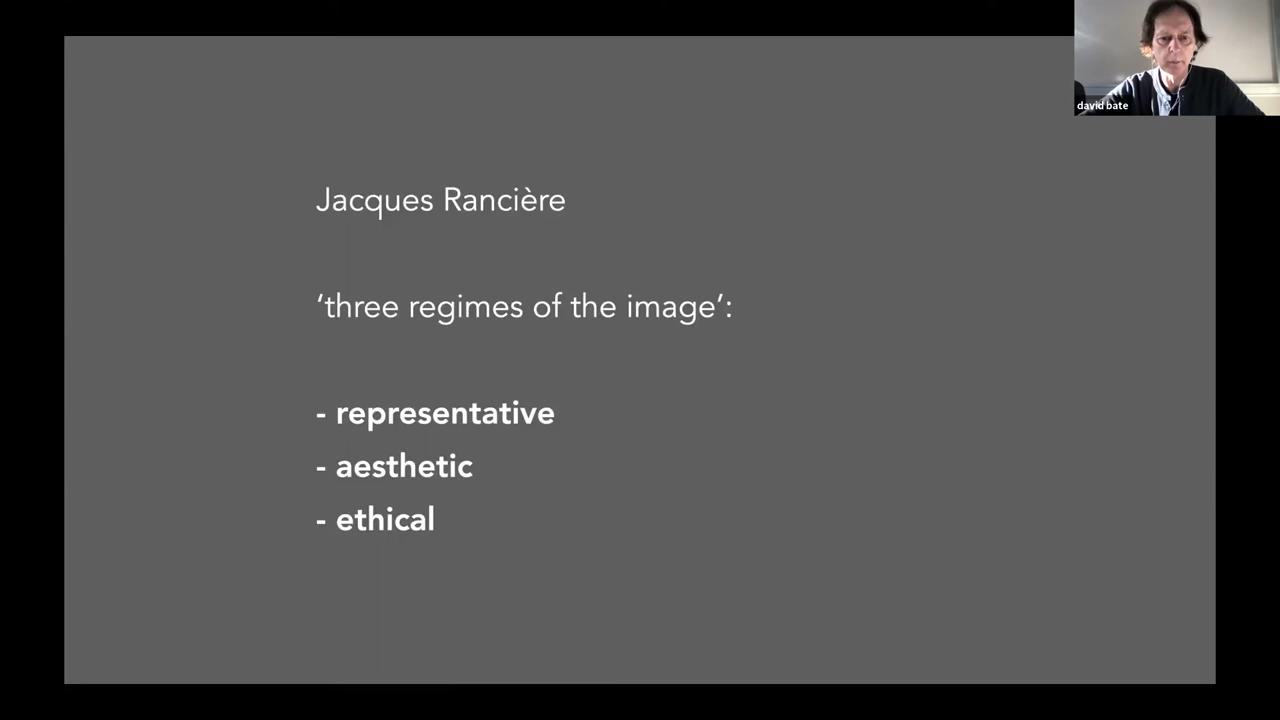 david bate
Jacques Rancière
‘three regimes of the image’:
- representative
- aesthetic
- ethical